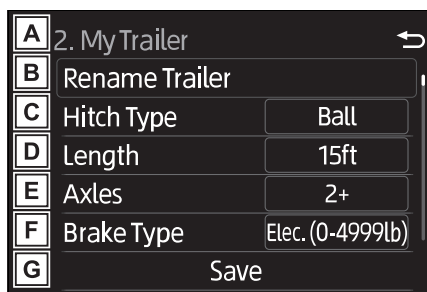 A 2. My Trailer
B Rename Trailer
C Hitch Type Ball
D Length 15ft
E Axles 2+
F Brake Type Elec. (0-4999lb)
G Save